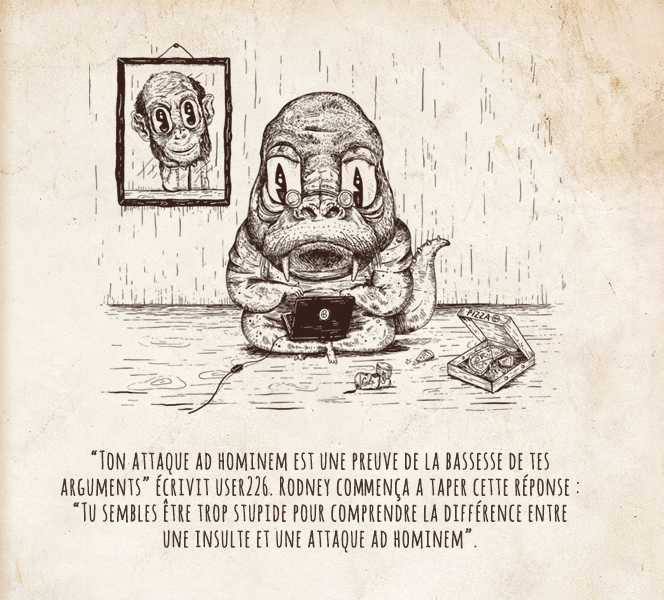 PIZZA
“Ton attaque ad hominem est une preuve de la bassesse de tes
arguments” écrivit user226. Rodney commença a taper cette réponse :
“Tu sembles être trop stupide pour comprendre la différence entre
une insulte et une attaque ad hominem”.